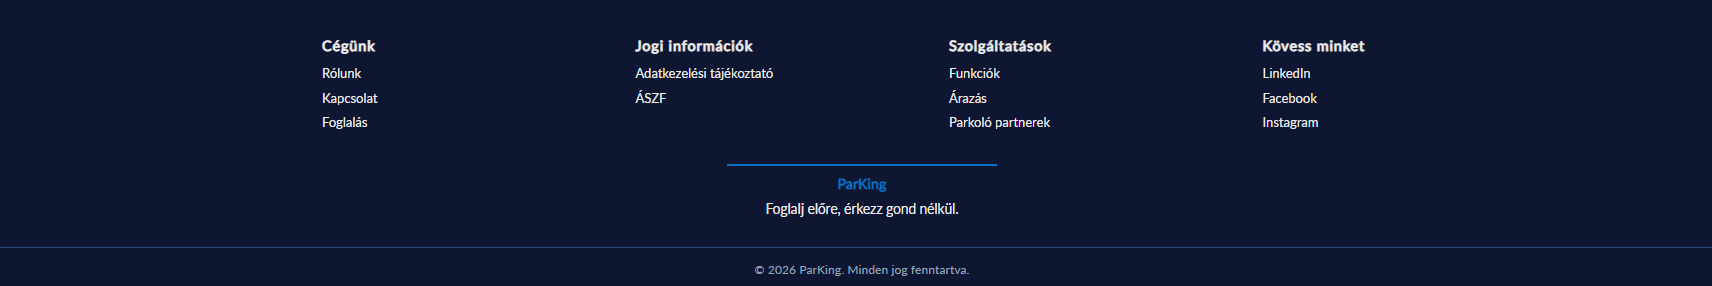 Cégünk
Rólunk
Kapcsolat
Foglalás
Jogi információk
Adatkezelési tájékoztató
ÁSZF
Szolgáltatások
Funkciók
Árazás
Parkoló partnerek
Kövess minket
LinkedIn
Facebook
Instagram
ParKing
Foglalj előre, érkezz gond nélkül.
© 2026 ParKing. Minden jog fenntartva.